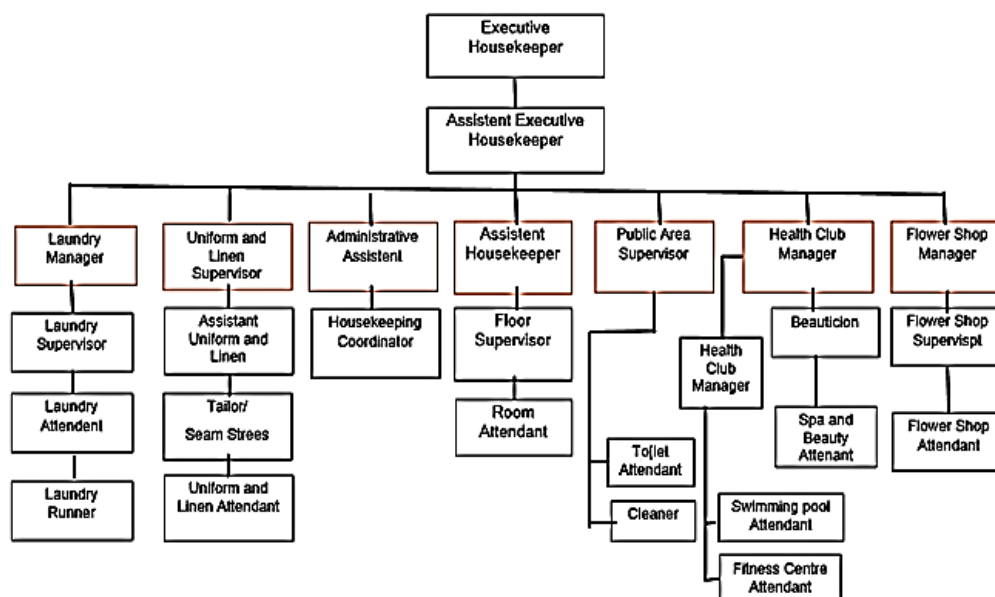 Executive
Housekeeper
Assistent Executive
Housekeeper
Laundry
Manager
Uniform and
Linen
Supervisor
Administrative
Assistent
Assistent
Housekeeper
Public Area
Supervisor
Health Club
Manager
Flower Shop
Manager
Laundry
Supervisor
Assistant
Uniform and
Linen
Housekeeping
Coordinator
Floor
Supervisor
Health
Club
Manager
Beauticion
Flower Shop
Supervispl
Laundry
Attendent
Tailor/
Seam Strees
Room
Attendant
To[let
Attendant
Spa and
Beauty
Attenant
Flower Shop
Attendant
Laundry
Runner
Uniform and
Linen Attendant
Cleaner
Swimming pool
Attendant
Fitness Centre
Attendant